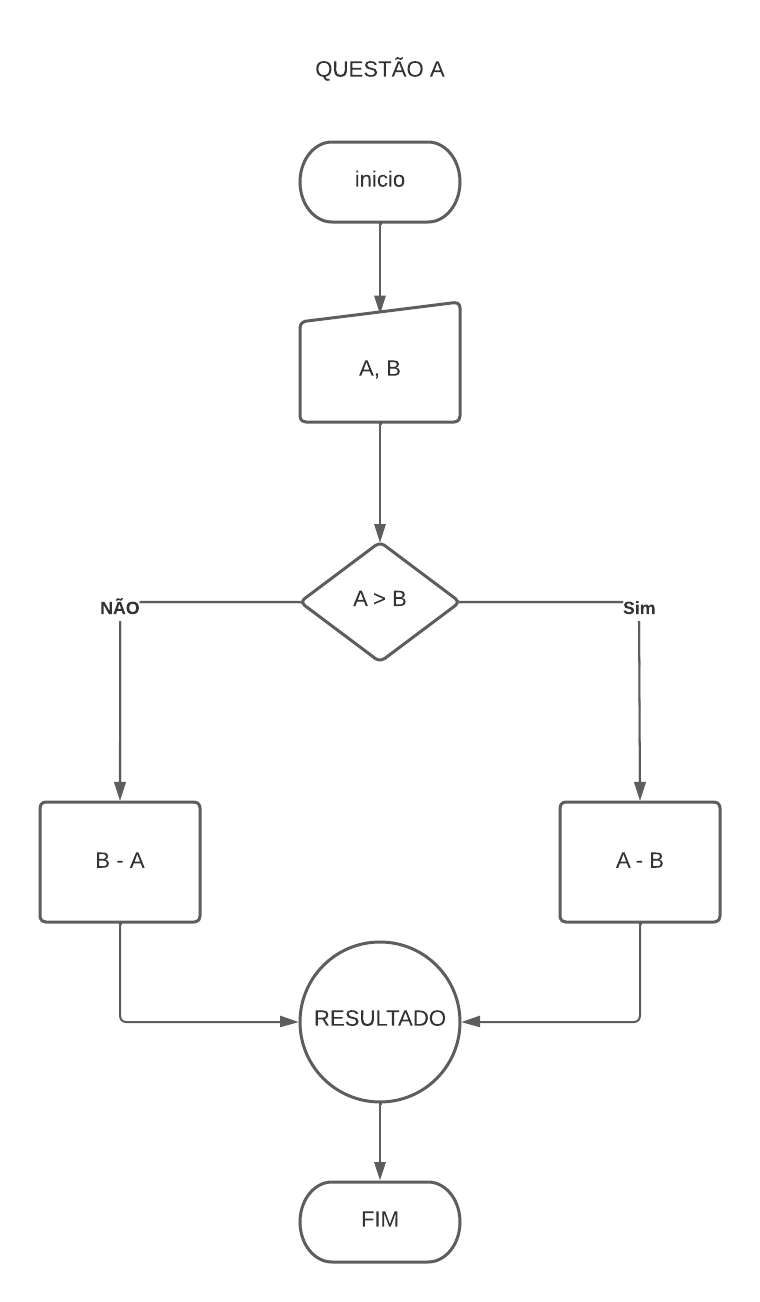 QUESTÃO A
inicio
A, B
A > B
NÃO
Sim
B - A
A - B
RESULTADO
FIM